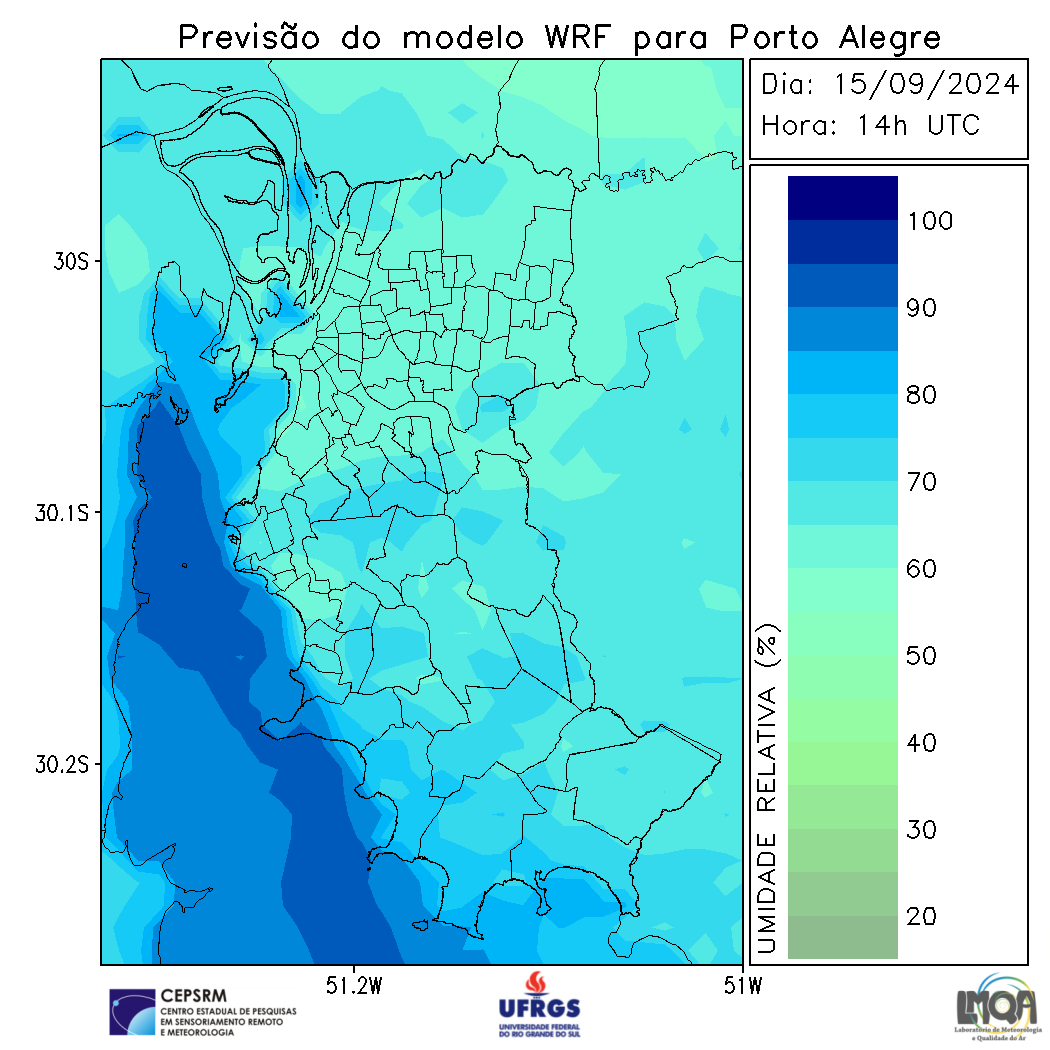 Previsão do modelo WRF para Porto Alegre
Dia: 15/09/2024
Hora: 14h UTC
30S
30.1S
30.2S
51.2W
51W
UMIDADE RELATIVA (%)
100
90
80
70
60
50
40
30
20
CEPSRM
CENTRO ESTADUAL DE PESQUISAS
EM SENSORIAMENTO REMOTO
E METEOROLOGIA
UFRGS
UNIVERSIDADE FEDERAL
DO RIO GRANDE DO SUL
LMQA
Laboratório de Meteorologia
e Qualidade do Ar